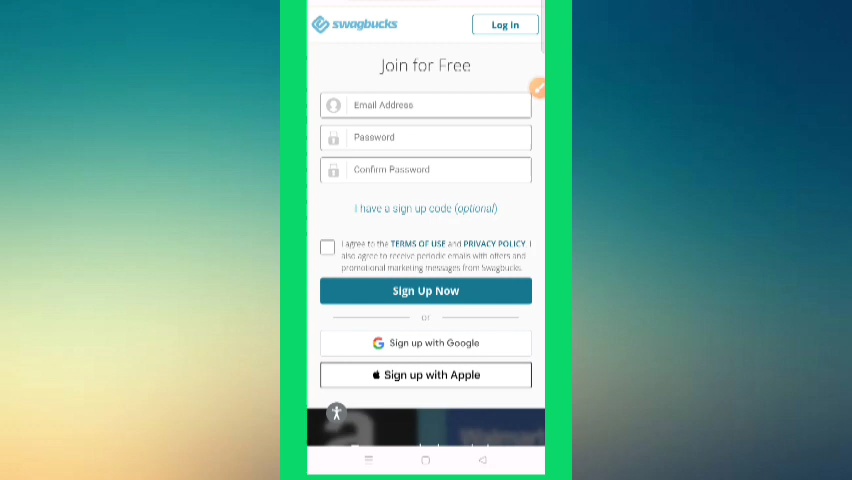 swagbucks
Log In
Join for Free
Email Address
Password
Confirm Password
I have a sign up code (optional)
I agree to the TERMS OF USE and PRIVACY POLICY. I
also agree to receive periodic emails with offers and
promotional marketing messages from Swagbucks.
Sign Up Now
or
Sign up with Google
Sign up with Apple
a
Walmart